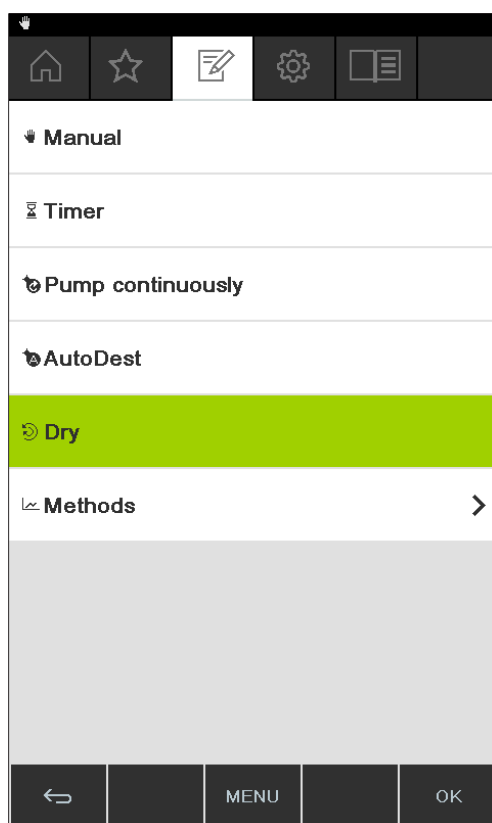 Manual
Timer
Pump continuously
AutoDest
Dry
Methods
MENU OK